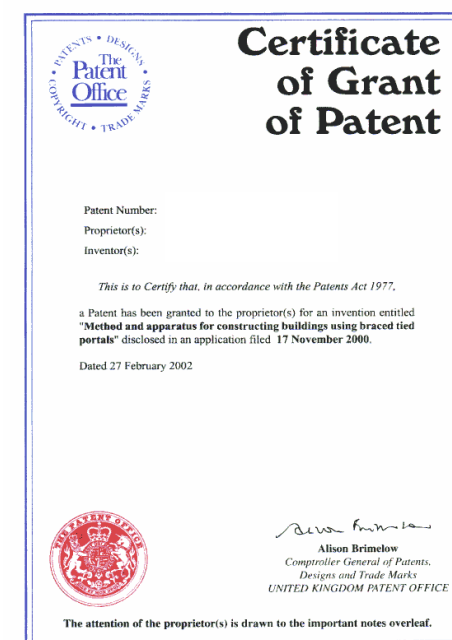 PATENTS • DESIGNS • COPYRIGHT • TRADE MARKS
The
Patent
Office
Certificate
of Grant
of Patent
Patent Number:
Proprietor(s):
Inventor(s):
This is to Certify that, in accordance with the Patents Act 1977,
a Patent has been granted to the proprietor(s) for an invention entitled
"Method and apparatus for constructing buildings using braced tied
portals" disclosed in an application filed 17 November 2000.
Dated 27 February 2002
THE PATENT OFFICE
Alison Brimelow
Comptroller General of Patents,
Designs and Trade Marks
UNITED KINGDOM PATENT OFFICE
The attention of the proprietor(s) is drawn to the important notes overleaf.